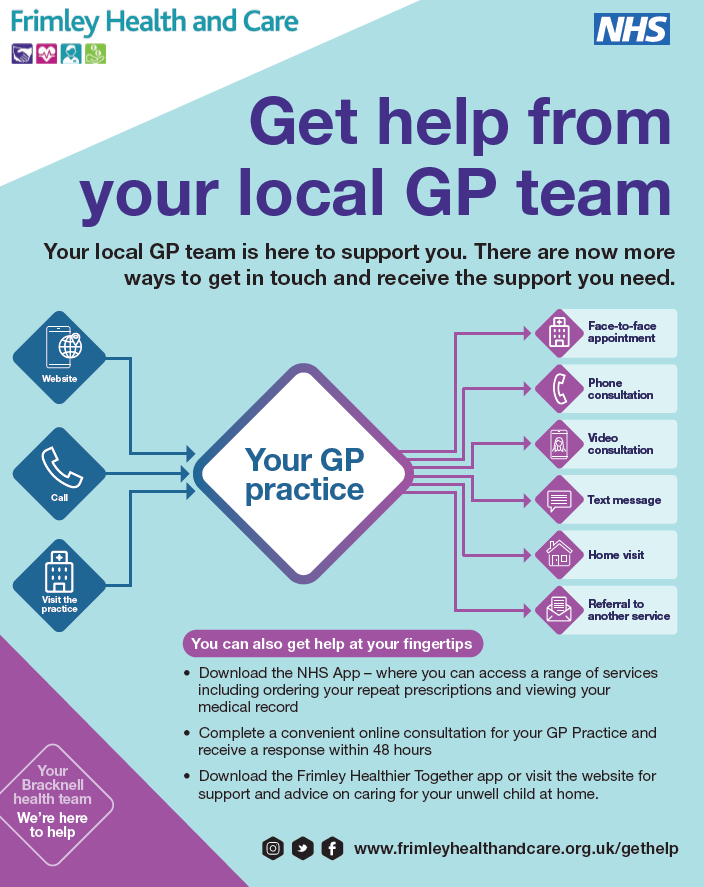 Frimley Health and Care
NHS
Get help from
your local GP team
Your local GP team is here to support you. There are now more
ways to get in touch and receive the support you need.
Website
Call
Visit the
practice
Your GP
practice
Face-to-face
appointment
Phone
consultation
Video
consultation
Text message
Home visit
Referral to
another service
You can also get help at your fingertips
• Download the NHS App – where you can access a range of services
including ordering your repeat prescriptions and viewing your
medical record
• Complete a convenient online consultation for your GP Practice and
receive a response within 48 hours
• Download the Frimley Healthier Together app or visit the website for
support and advice on caring for your unwell child at home.
Your
Bracknell
health team
We're here
to help
www.frimleyhealthandcare.org.uk/gethelp